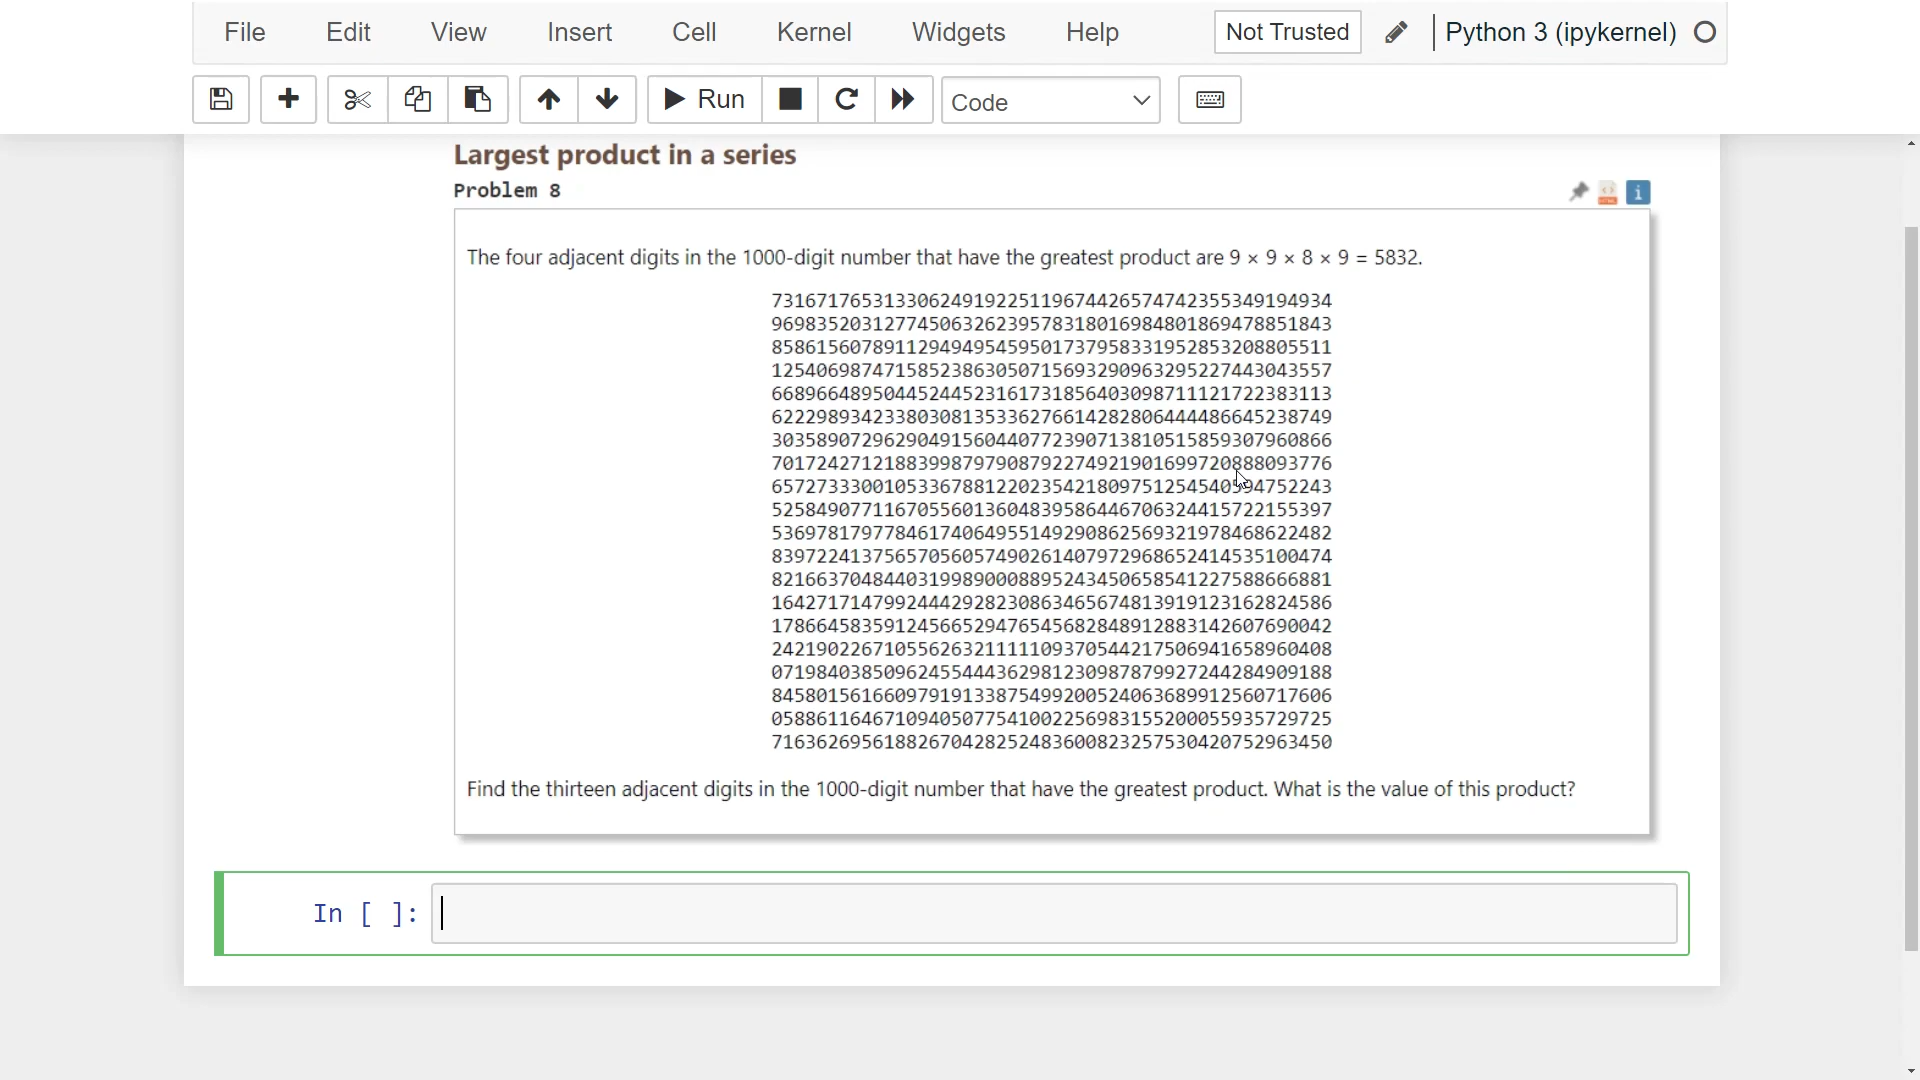 File Edit View Insert Cell Kernel Widgets Help Not Trusted Python 3 (ipykernel)
Run Code
Largest product in a series
Problem 8
The four adjacent digits in the 1000-digit number that have the greatest product are 9 × 9 × 8 × 9 = 5832.
73167176531330624919225119674426574742355349194934
96983520312774506326239578318016984801869478851843
85861560789112949495459501737958331952853208805511
12540698747158523863050715693290963295227443043557
66896648950445244523161731856403098711121722383113
62229893423380308135336276614282806444486645238749
30358907296290491560440772390713810515859307960866
70172427121883998797908792274921901699720888093776
65727333001053367881220235421809751254540594752243
52584907711670556013604839586446706324415722155397
53697817977846174064955149290862569321978468622482
83972241375657056057490261407972968652414535100474
82166370484403199890008895243450658541227588666881
16427171479924442928230863465674813919123162824586
17866458359124566529476545682848912883142607690042
24219022671055626321111109370544217506941658960408
07198403850962455444362981230987879927244284909188
84580156166097919133875499200524063689912560717606
05886116467109405077541002256983155200055935729725
71636269561882670428252483600823257530420752963450
Find the thirteen adjacent digits in the 1000-digit number that have the greatest product. What is the value of this product?
In [ ]: